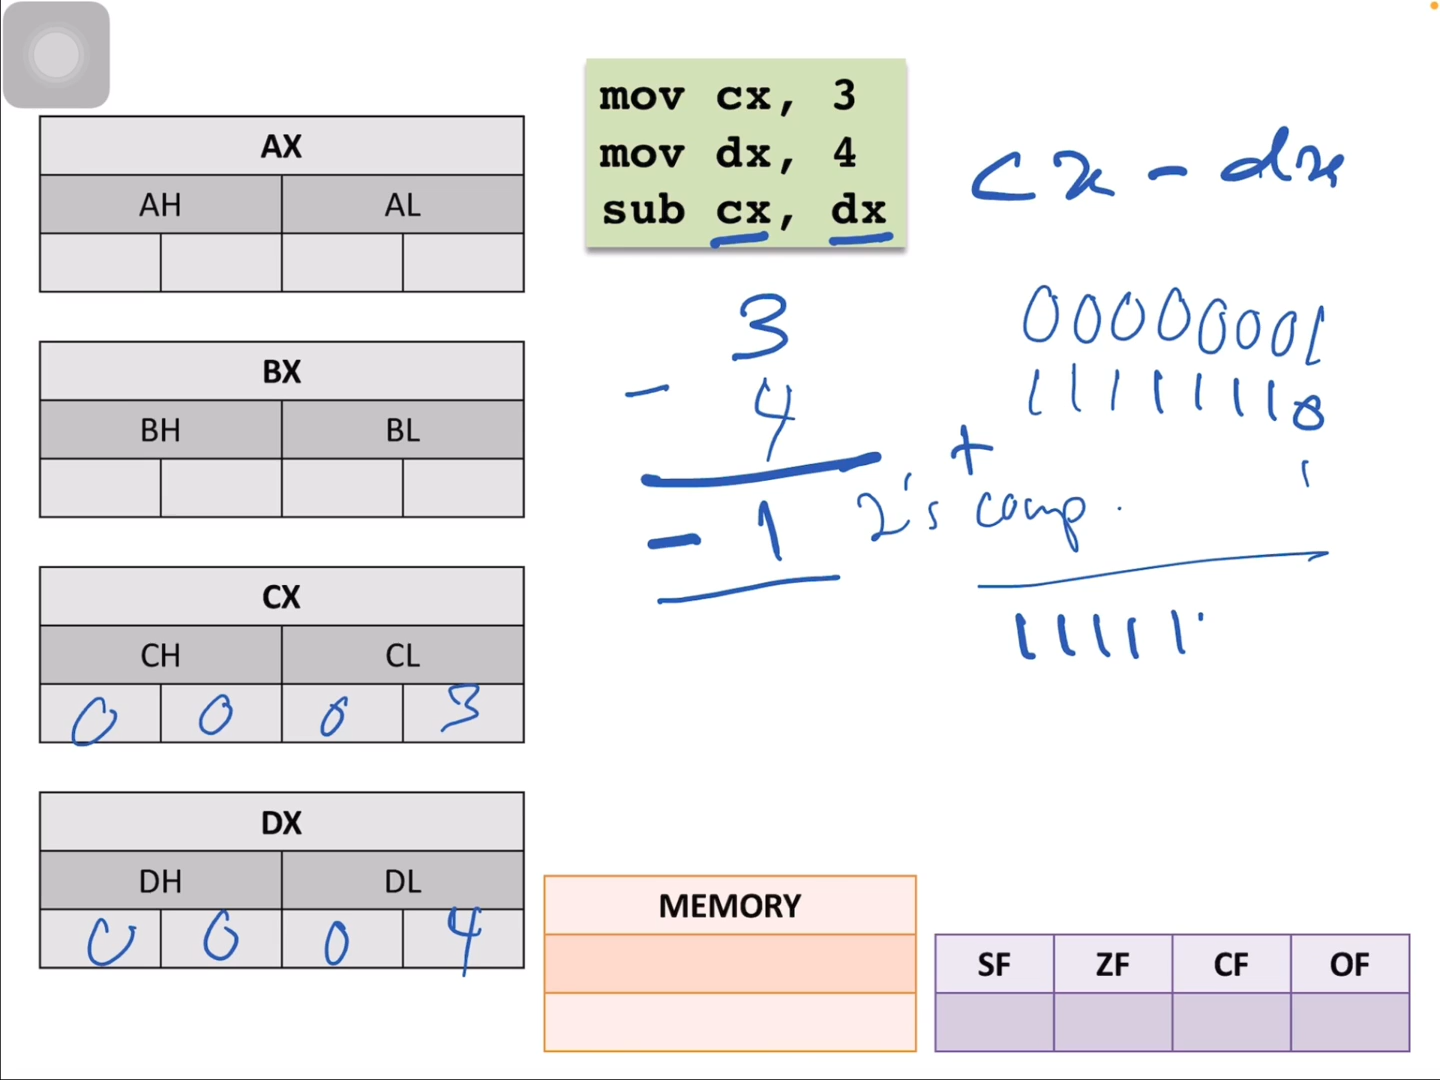 mov cx, 3
mov dx, 4
sub cx, dx
cx - dx
AX
AH AL
BX
BH BL
CX
CH CL
0 0 0 3
DX
DH DL
0 0 0 4
3
- 4
- 1
00000001
11111110
+ 1
2's comp.
11111
MEMORY
SF ZF CF OF